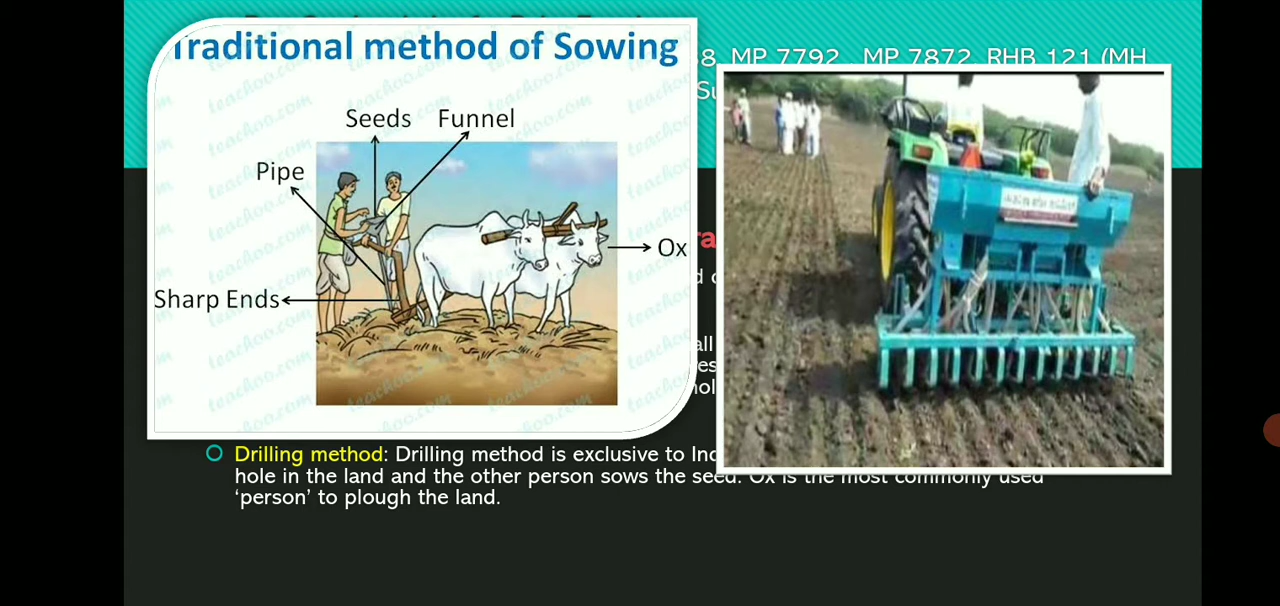 Traditional method of Sowing
8, MP 7792, MP 7872, RHB 121 (MH
Seeds Funnel
Pipe
Ox
Sharp Ends
teachoo.com
Drilling method: Drilling method is exclusive to Ind
hole in the land and the other person sows the seed. Ox is the most commonly used
‘person’ to plough the land.